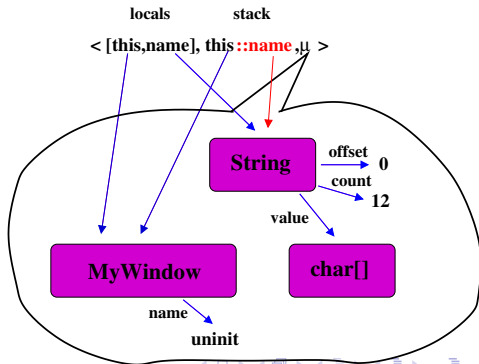 locals stack
< [this,name], this ::name ,μ >
String
offset 0
count 12
value
MyWindow
char[]
name
uninit